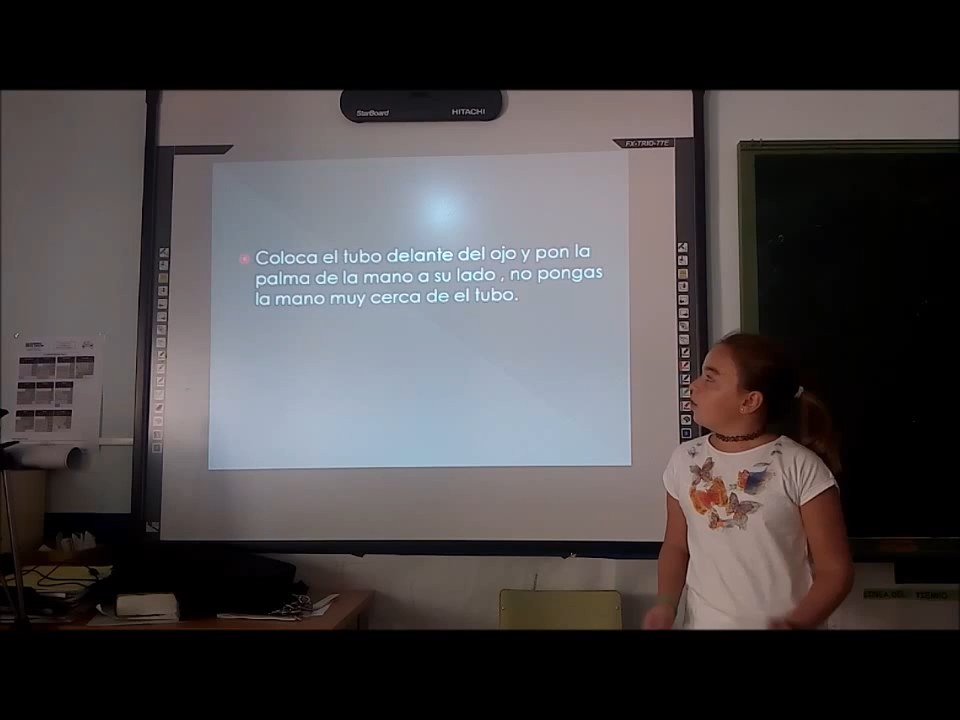 StarBoard
HITACHI
FX-TRIO-77E
Coloca el tubo delante del ojo y pon la
palma de la mano a su lado , no pongas
la mano muy cerca de el tubo.